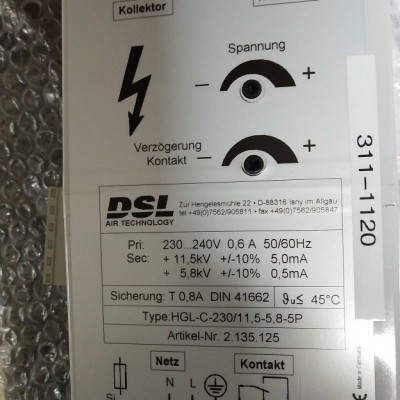 Kollektor
Spannung
− +
Verzögerung
Kontakt
− +
311-1120
DSL
AIR TECHNOLOGY
Zur Hengelesmühle 22 • D-88316 Isny im Allgäu
tel +49(0)7562/905811 • fax +49(0)7562/905847
Pri: 230...240V 0,6 A 50/60Hz
Sec: + 11,5kV +/-10% 5,0mA
+ 5,8kV +/-10% 0,5mA
Sicherung: T 0,8A DIN 41662 ϑu≤ 45°C
Type:HGL-C-230/11,5-5,8-5P
Artikel-Nr. 2.135.125
Netz Kontakt
Si N L
Made in Germany
CE